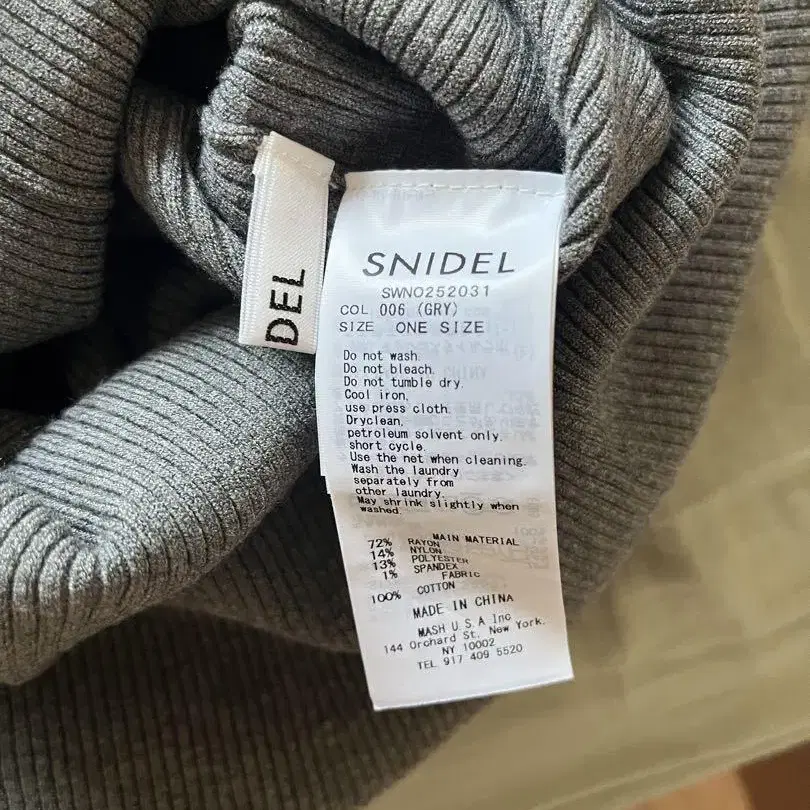 DEL
SNIDEL
SWNO252031
COL 006 (GRY)
SIZE ONE SIZE
Do not wash.
Do not bleach.
Do not tumble dry.
Cool iron,
use press cloth.
Dryclean,
petroleum solvent only,
short cycle.
Use the net when cleaning.
Wash the laundry
separately from
other laundry.
May shrink slightly when
washed.
MAIN MATERIAL
72% RAYON
14% NYLON
13% POLYESTER
1% SPANDEX
FABRIC
100% COTTON
MADE IN CHINA
MASH U.S.A Inc
144 Orchard St. New York.
NY 10002
TEL 917 409 5520